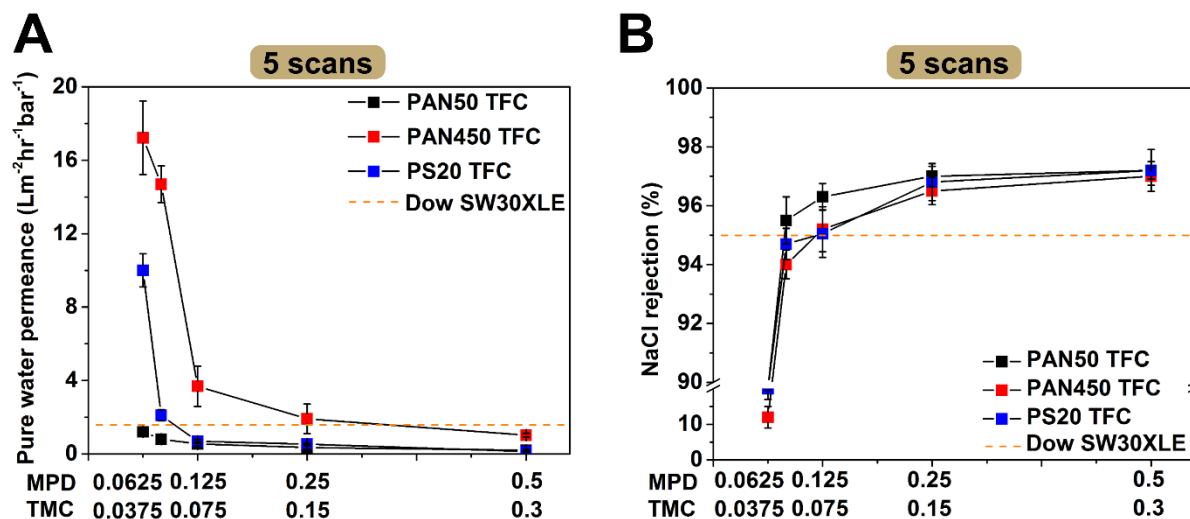 A
5 scans
Pure water permeance (Lm⁻²hr⁻¹bar⁻¹)
20
16
12
8
4
0
PAN50 TFC
PAN450 TFC
PS20 TFC
Dow SW30XLE
MPD 0.0625 0.125 0.25 0.5
TMC 0.0375 0.075 0.15 0.3
B
5 scans
NaCl rejection (%)
100
98
96
94
92
90
10
0
PAN50 TFC
PAN450 TFC
PS20 TFC
Dow SW30XLE
MPD 0.0625 0.125 0.25 0.5
TMC 0.0375 0.075 0.15 0.3